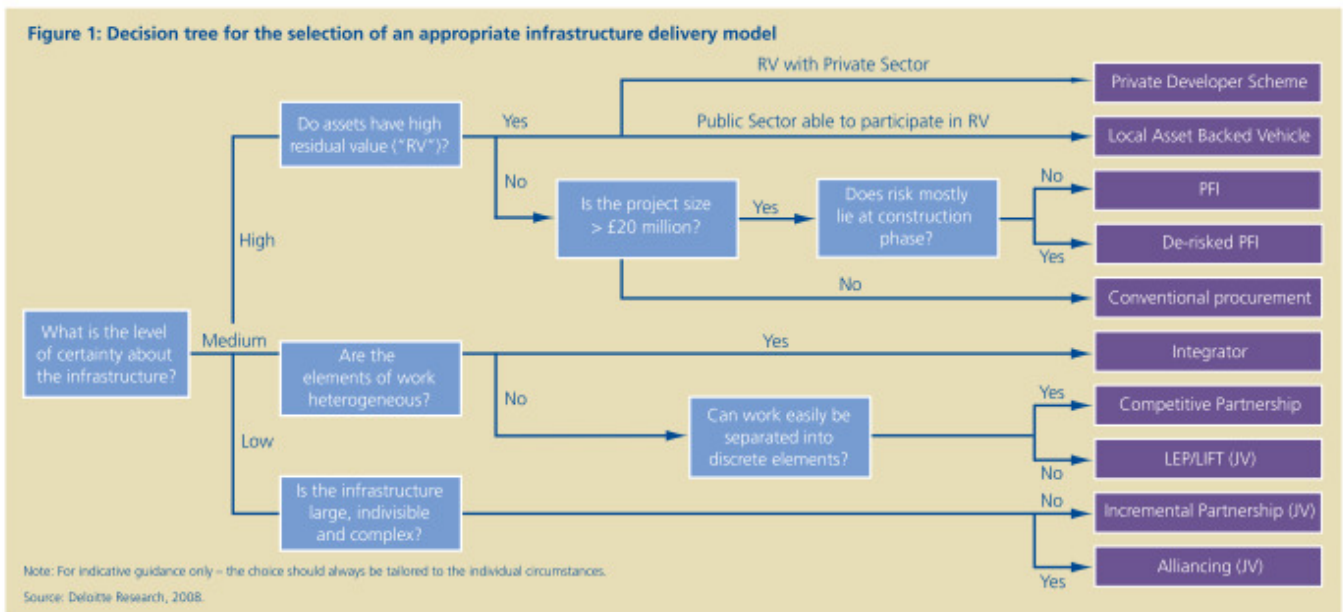 Figure 1: Decision tree for the selection of an appropriate infrastructure delivery model
RV with Private Sector
Private Developer Scheme
Do assets have high
residual value ("RV")?
Yes
Public Sector able to participate in RV
Local Asset Backed Vehicle
No
Is the project size
> £20 million?
Yes
Does risk mostly
lie at construction
phase?
No
PFI
Yes
De-risked PFI
High
No
Conventional procurement
What is the level
of certainty about
the infrastructure?
Medium
Are the
elements of work
heterogeneous?
Yes
Integrator
No
Can work easily be
separated into
discrete elements?
Yes
Competitive Partnership
No
LEP/LIFT (JV)
Low
Is the infrastructure
large, indivisible
and complex?
No
Incremental Partnership (JV)
Yes
Alliancing (JV)
Note: For indicative guidance only – the choice should always be tailored to the individual circumstances.
Source: Deloitte Research, 2008.